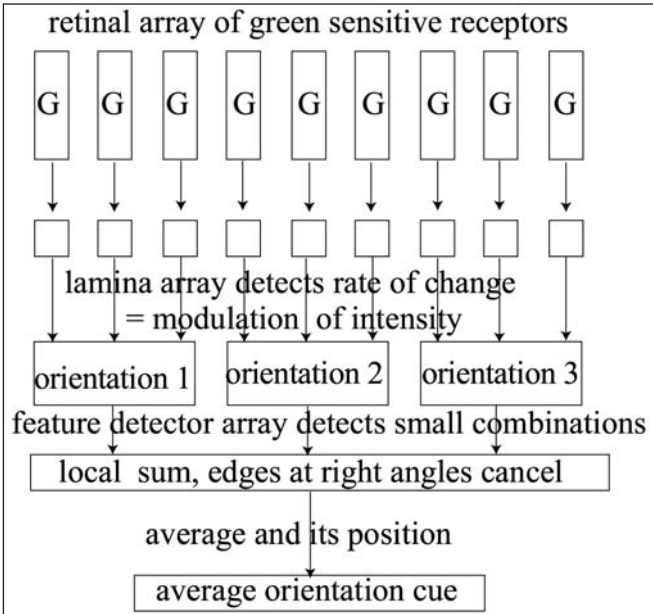 retinal array of green sensitive receptors
G G G G G G G G G
lamina array detects rate of change
= modulation of intensity
orientation 1 orientation 2 orientation 3
feature detector array detects small combinations
local sum, edges at right angles cancel
average and its position
average orientation cue